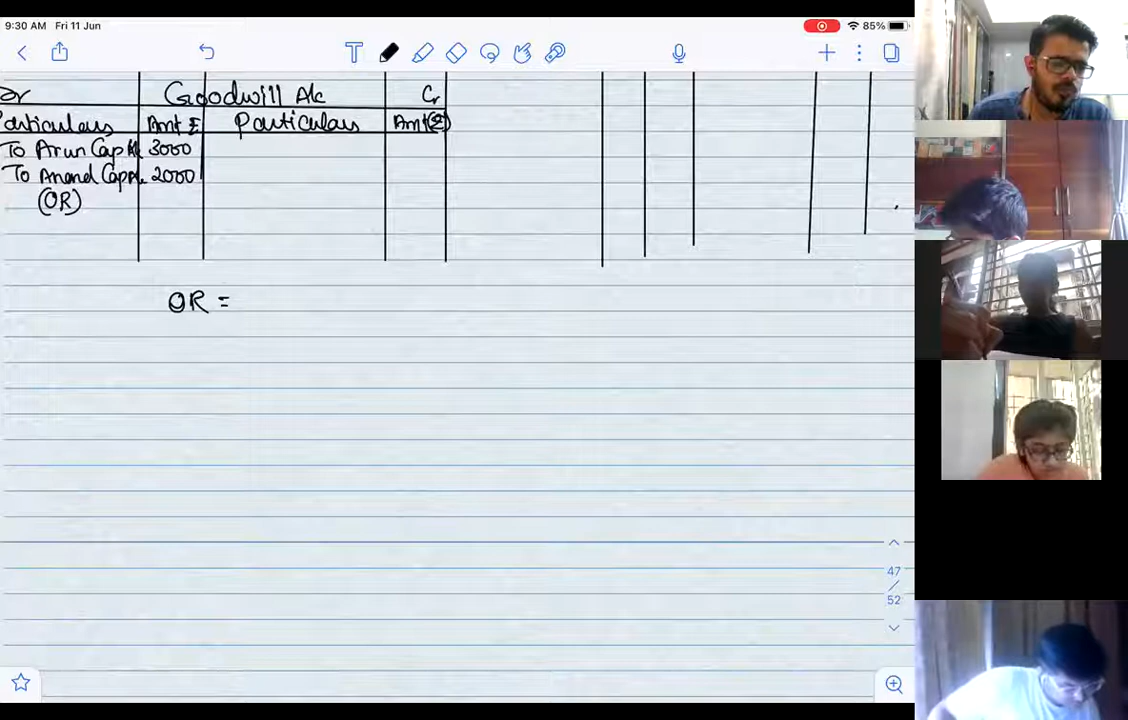 9:30 AM Fri 11 Jun
85%
Dr Goodwill A/c Cr
Particulars Amt ₹ Particulars Amt(₹)
To Arun Cap A/c 3000
To Anand Cap A/c 2000
(OR)
OR =
47
/
52